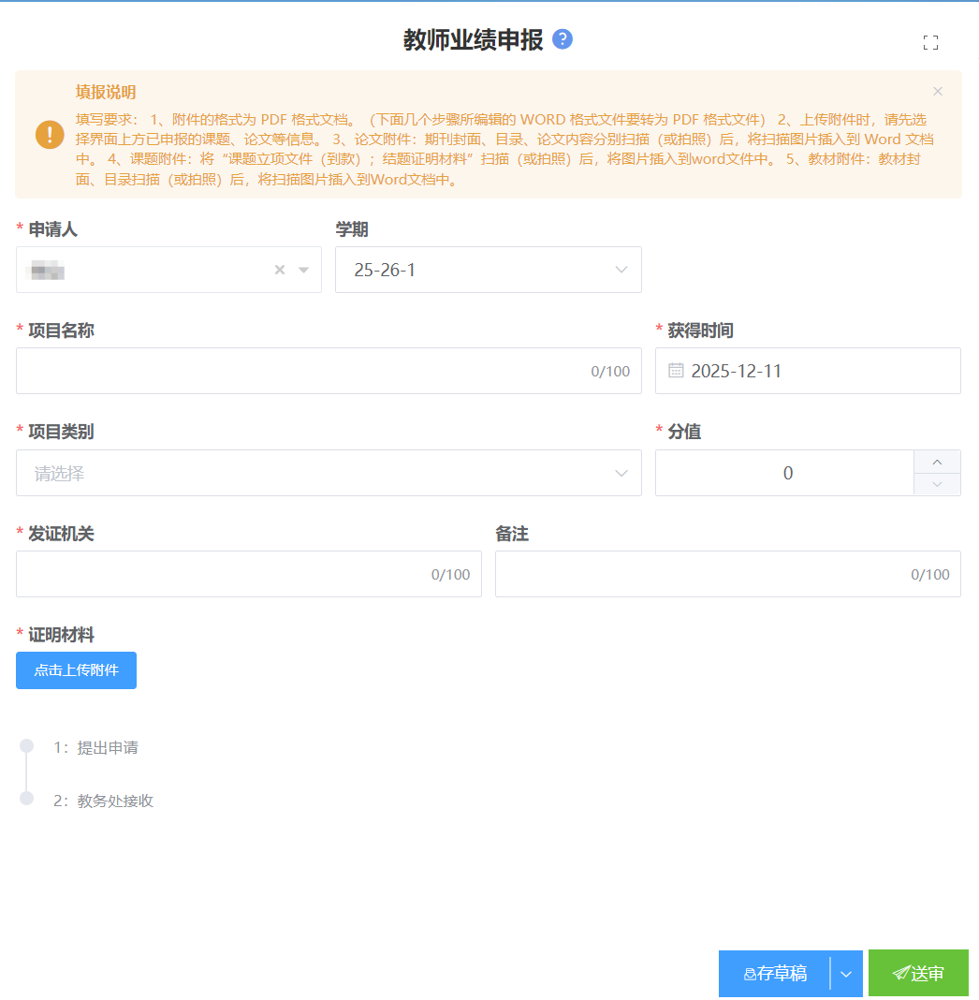 教师业绩申报 ?
填报说明
填写要求： 1、附件的格式为 PDF 格式文档。（下面几个步骤所编辑的 WORD 格式文件要转为 PDF 格式文件） 2、上传附件时，请先选
择界面上方已申报的课题、论文等信息。 3、论文附件：期刊封面、目录、论文内容分别扫描（或拍照）后，将扫描图片插入到 Word 文档
中。 4、课题附件：将“课题立项文件（到款）；结题证明材料”扫描（或拍照）后，将图片插入到word文件中。 5、教材附件：教材封
面、目录扫描（或拍照）后，将扫描图片插入到Word文档中。
* 申请人 学期
25-26-1
* 项目名称 * 获得时间
0/100 2025-12-11
* 项目类别 * 分值
请选择 0
* 发证机关 备注
0/100 0/100
* 证明材料
点击上传附件
1：提出申请
2：教务处接收
存草稿 送审